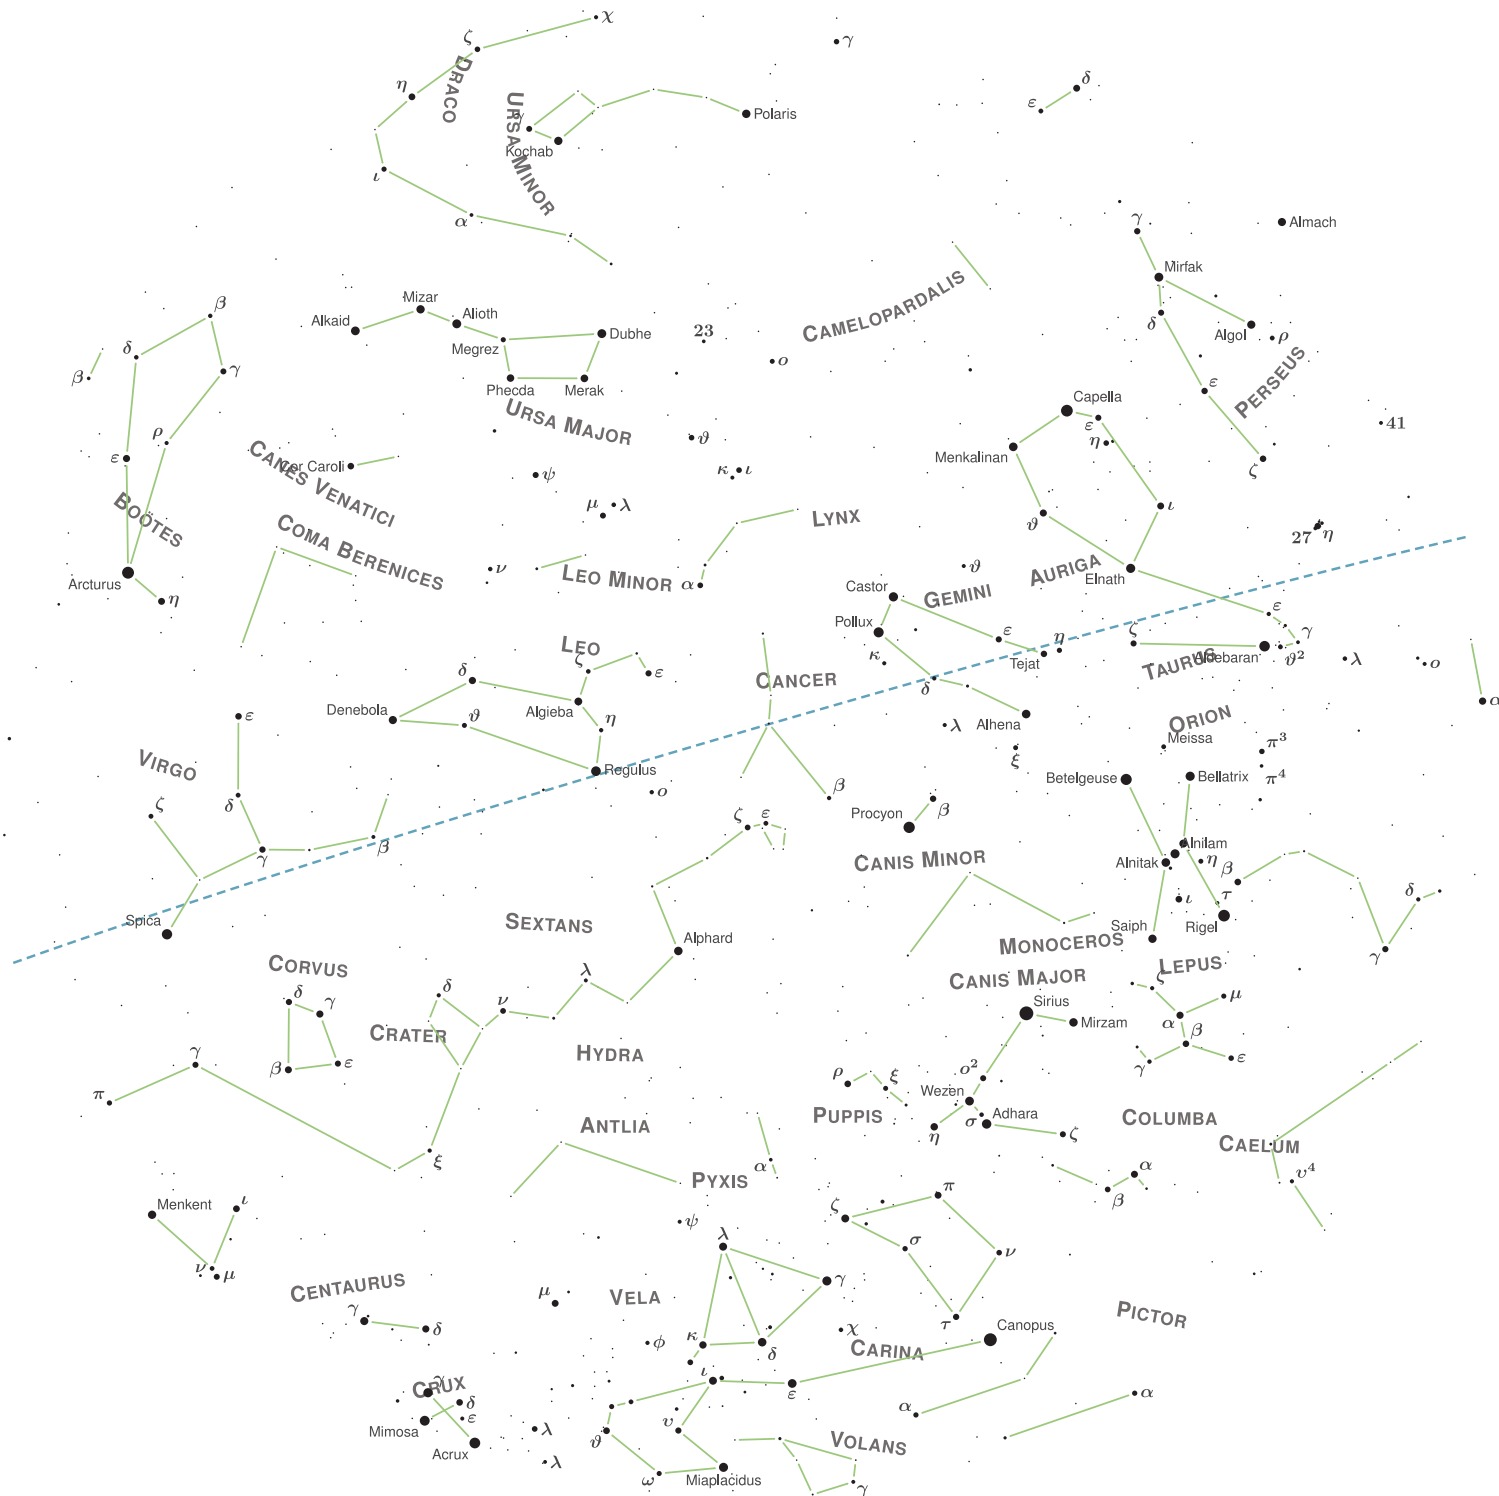 χ
ζ
γ
DRACO
η
δ
ε
URSA MINOR
γ
Polaris
Kochab
ι
α
γ
Almach
Mirfak
CAMELOPARDALIS
β
Mizar
Alkaid
Alioth
Dubhe
23
δ
Algol
ρ
δ
Megrez
ο
PERSEUS
β
γ
Phecda
Merak
ε
Capella
URSA MAJOR
ε
41
ρ
ϑ
η
ε
CANES VENATICI
Cor Caroli
Menkalinan
ζ
ψ
κ
ι
BOÖTES
μ
λ
LYNX
ϑ
ι
COMA BERENICES
27
η
Arcturus
ν
LEO MINOR
α
ϑ
AURIGA
Elnath
Castor
GEMINI
η
ε
Pollux
ε
η
ζ
γ
LEO
κ
Tejat
TAURUS
Aldebaran
ϑ2
λ
ο
ζ
ε
δ
CANCER
δ
α
Denebola
ϑ
Algieba
η
Alhena
ORION
ε
λ
Meissa
π3
VIRGO
Regulus
ξ
Betelgeuse
Bellatrix
π4
ο
β
ζ
δ
Procyon
β
ζ
ε
γ
β
Alnilam
CANIS MINOR
Alnitak
η
β
δ
Spica
SEXTANS
ι
τ
Saiph
Rigel
Alphard
MONOCEROS
γ
CORVUS
λ
CANIS MAJOR
LEPUS
ζ
δ
γ
δ
ν
Sirius
μ
CRATER
Mirzam
α
β
γ
HYDRA
β
ε
ο2
γ
ε
π
ρ
ξ
Wezen
PUPPIS
Adhara
COLUMBA
ANTLIA
η
σ
ζ
CAELUM
ξ
α
α
υ4
PYXIS
π
β
Menkent
ι
ζ
ψ
λ
σ
ν
ν
μ
CENTAURUS
μ
VELA
γ
γ
τ
PICTOR
δ
κ
φ
δ
χ
Canopus
CARINA
CRUX
γ
ι
ε
α
δ
α
Mimosa
ε
λ
υ
ϑ
VOLANS
Acrux
λ
ω
Miaplacidus
γ